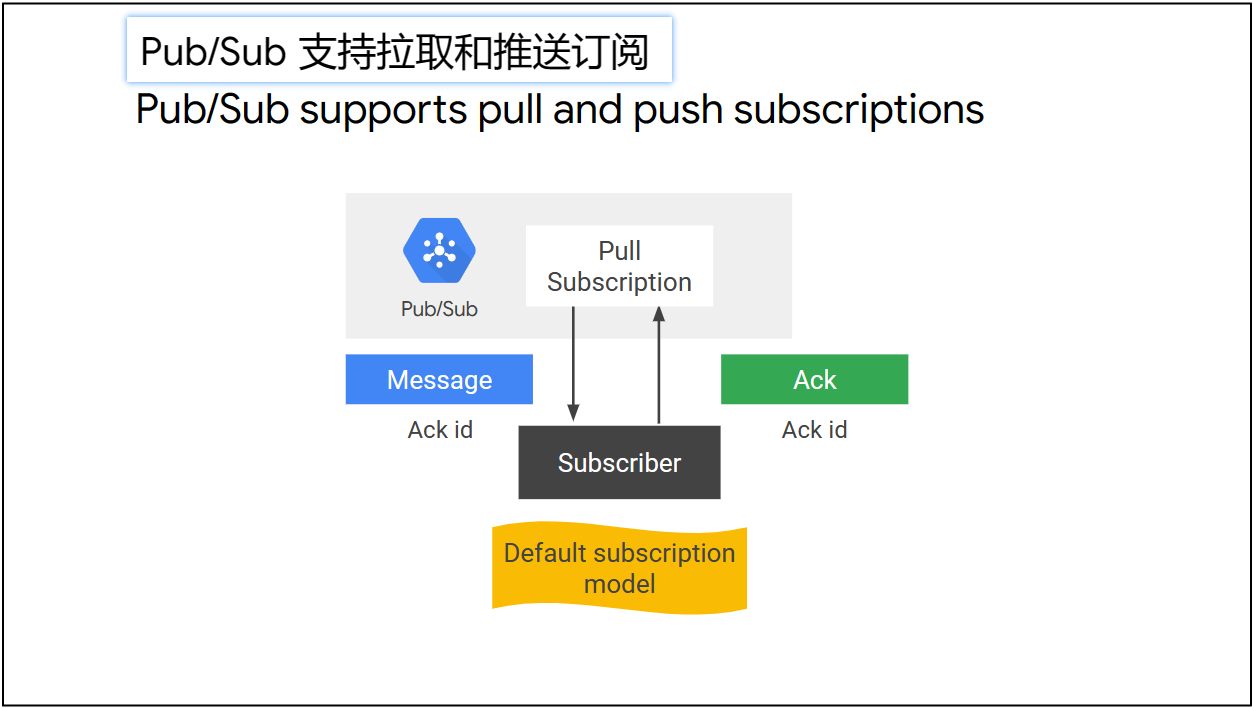 Pub/Sub 支持拉取和推送订阅
Pub/Sub supports pull and push subscriptions
Pub/Sub
Pull
Subscription
Message
Ack
Ack id
Ack id
Subscriber
Default subscription
model